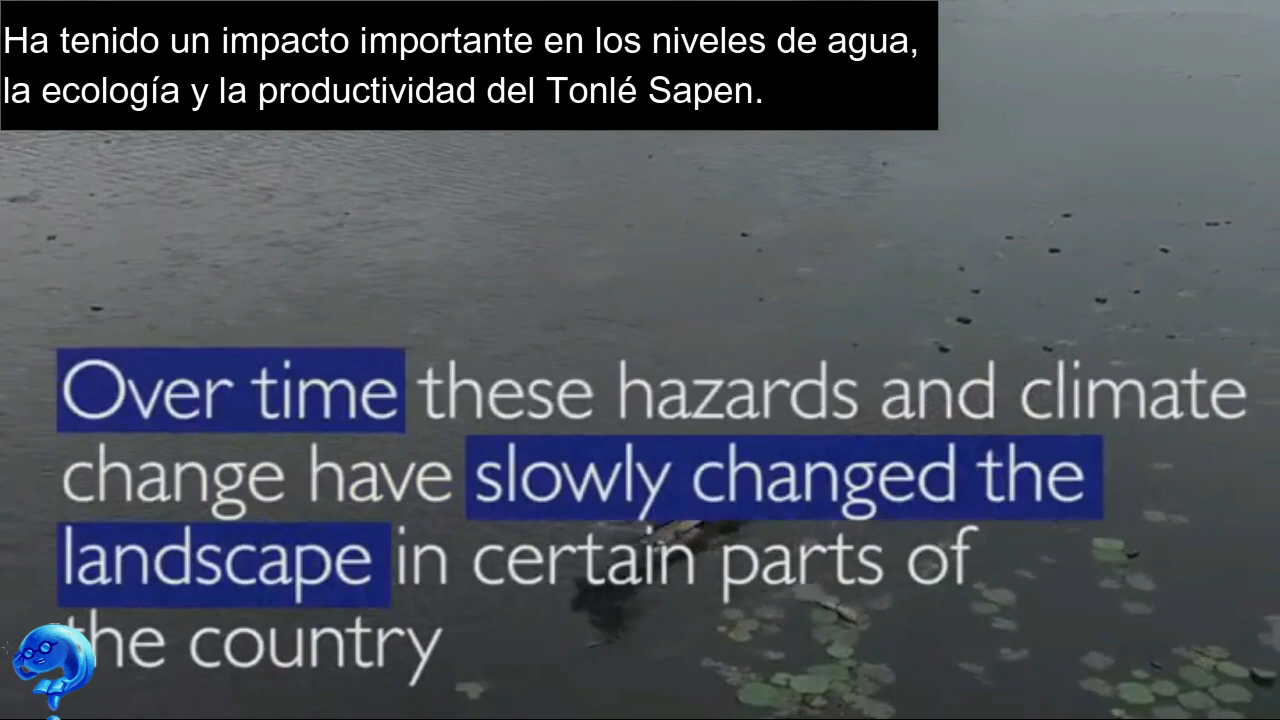 Ha tenido un impacto importante en los niveles de agua,
la ecología y la productividad del Tonlé Sapen.
Over time these hazards and climate
change have slowly changed the
landscape in certain parts of
the country